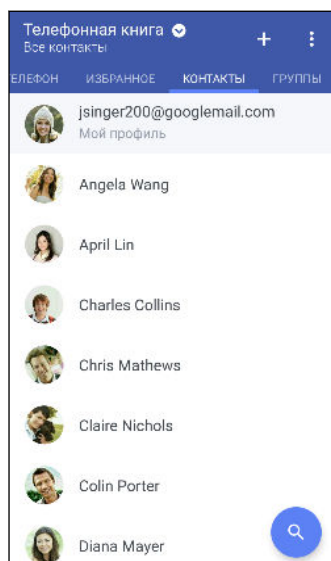 Телефонная книга
Все контакты
ЕЛЕФОН ИЗБРАННОЕ КОНТАКТЫ ГРУППЫ
jsinger200@googlemail.com
Мой профиль
Angela Wang
April Lin
Charles Collins
Chris Mathews
Claire Nichols
Colin Porter
Diana Mayer